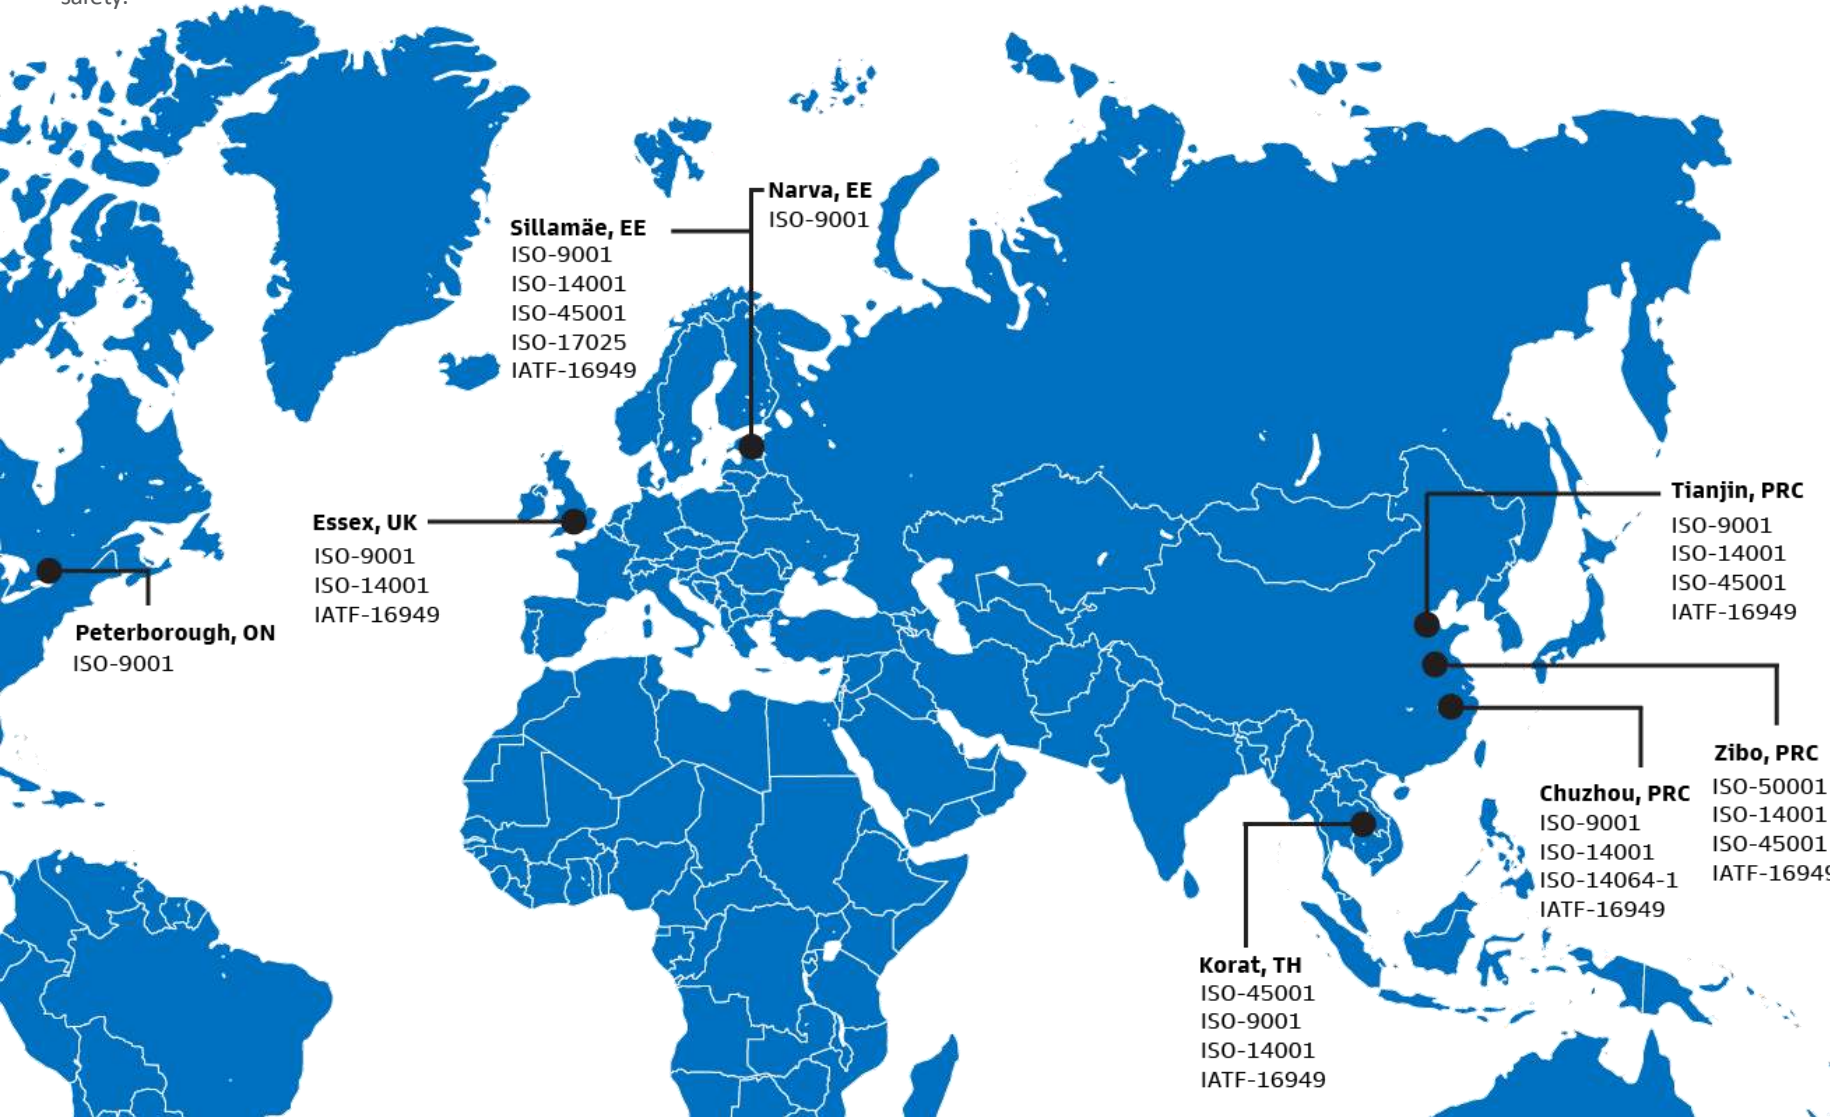 safety.
Narva, EE
ISO-9001
Sillamäe, EE
ISO-9001
ISO-14001
ISO-45001
ISO-17025
IATF-16949
Essex, UK
ISO-9001
ISO-14001
IATF-16949
Peterborough, ON
ISO-9001
Tianjin, PRC
ISO-9001
ISO-14001
ISO-45001
IATF-16949
Zibo, PRC
ISO-50001
ISO-14001
ISO-45001
IATF-16949
Chuzhou, PRC
ISO-9001
ISO-14001
ISO-14064-1
IATF-16949
Korat, TH
ISO-45001
ISO-9001
ISO-14001
IATF-16949